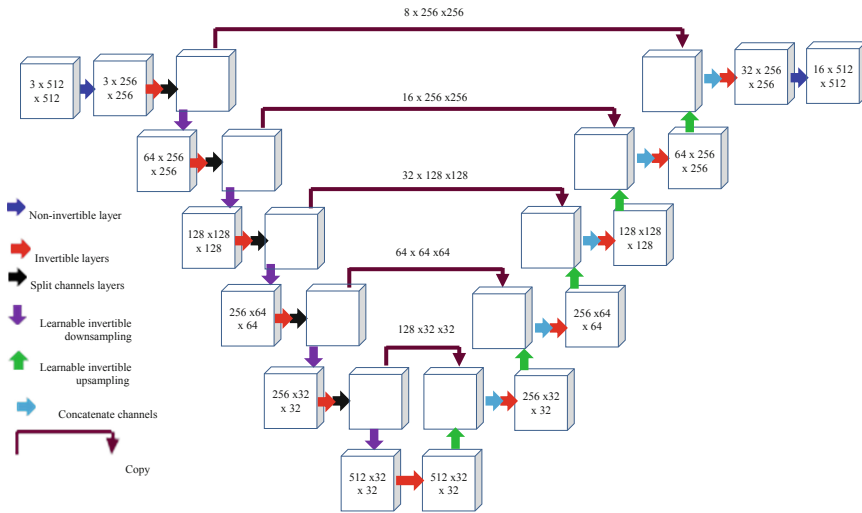 8 x 256 x256
3 x 512
x 512
3 x 256
x 256
32 x 256
x 256
16 x 512
x 512
16 x 256 x256
64 x 256
x 256
64 x 256
x 256
32 x 128 x128
128 x128
x 128
128 x128
x 128
64 x 64 x64
256 x64
x 64
256 x64
x 64
128 x32 x32
256 x32
x 32
256 x32
x 32
512 x32
x 32
512 x32
x 32
Non-invertible layer
Invertible layers
Split channels layers
Learnable invertible
downsampling
Learnable invertible
upsampling
Concatenate channels
Copy